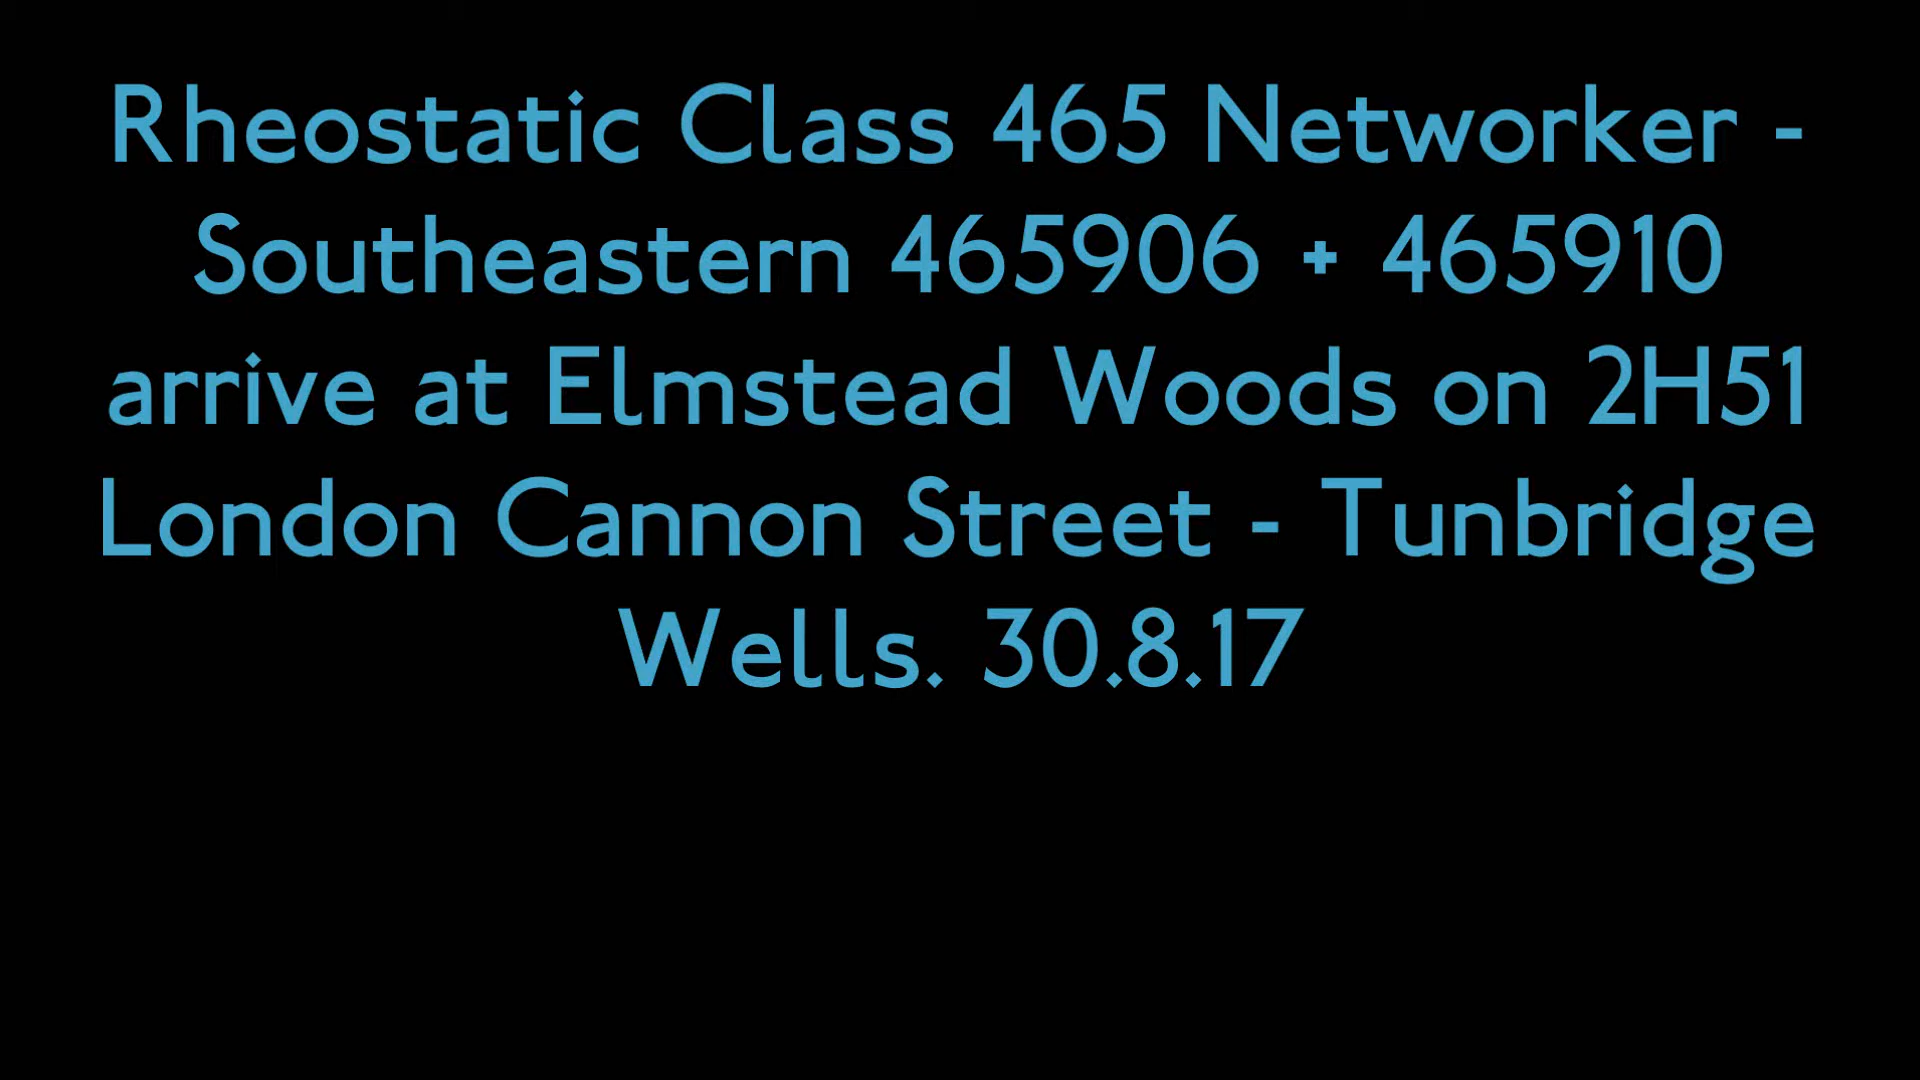 Rheostatic Class 465 Networker -
Southeastern 465906 + 465910
arrive at Elmstead Woods on 2H51
London Cannon Street - Tunbridge
Wells. 30.8.17